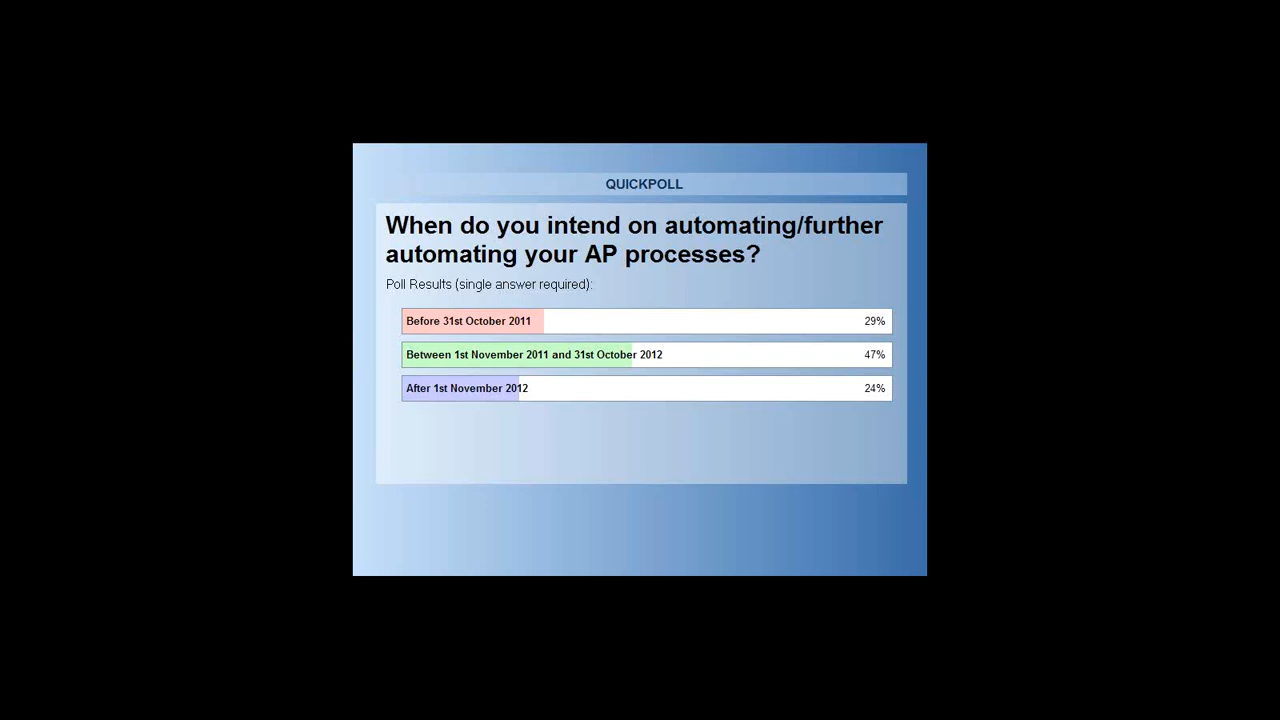 QUICKPOLL
When do you intend on automating/further
automating your AP processes?
Poll Results (single answer required):
Before 31st October 2011 29%
Between 1st November 2011 and 31st October 2012 47%
After 1st November 2012 24%